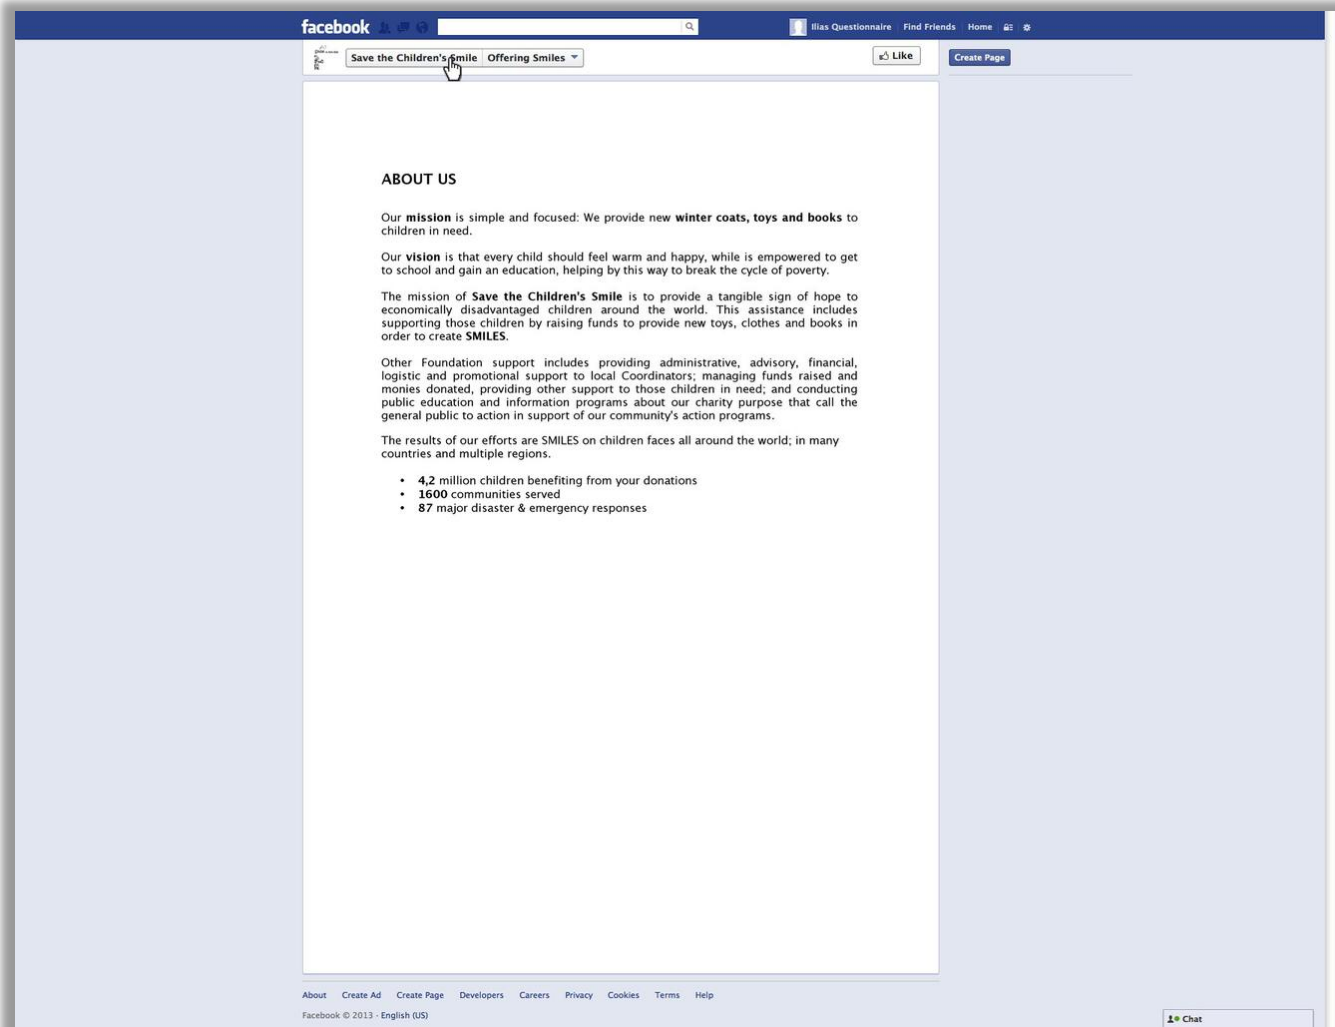 facebook
Ilias Questionnaire Find Friends Home
Save the Children's Smile Offering Smiles
Like
Create Page
ABOUT US
Our mission is simple and focused: We provide new winter coats, toys and books to
children in need.
Our vision is that every child should feel warm and happy, while is empowered to get
to school and gain an education, helping by this way to break the cycle of poverty.
The mission of Save the Children's Smile is to provide a tangible sign of hope to
economically disadvantaged children around the world. This assistance includes
supporting those children by raising funds to provide new toys, clothes and books in
order to create SMILES.
Other Foundation support includes providing administrative, advisory, financial,
logistic and promotional support to local Coordinators; managing funds raised and
monies donated, providing other support to those children in need; and conducting
public education and information programs about our charity purpose that call the
general public to action in support of our community's action programs.
The results of our efforts are SMILES on children faces all around the world; in many
countries and multiple regions.
• 4,2 million children benefiting from your donations
• 1600 communities served
• 87 major disaster & emergency responses
About Create Ad Create Page Developers Careers Privacy Cookies Terms Help
Facebook © 2013 · English (US)
Chat